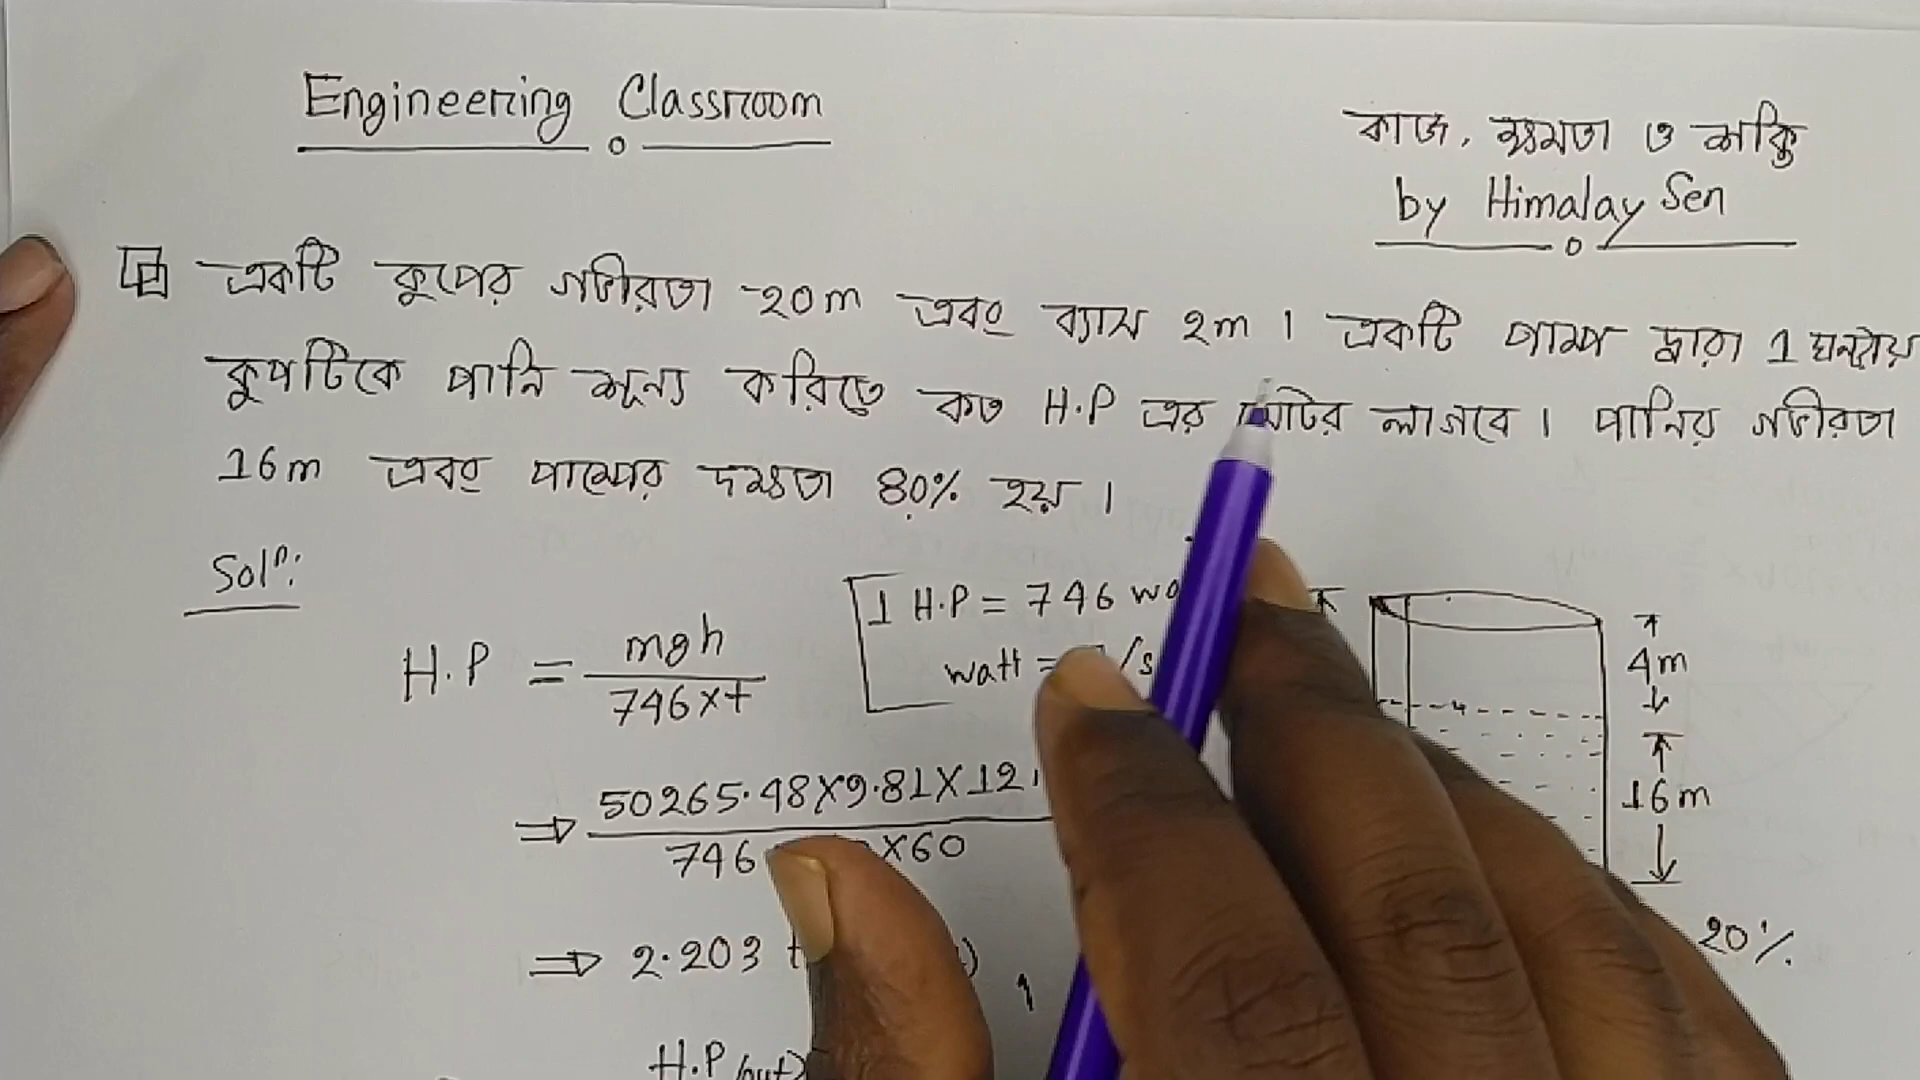 Engineering Classroom
কাজ, ক্ষমতা ও শক্তি
by Himalay Sen
একটি কুপের গভীরতা 20m এবং ব্যাস 2m । একটি পাম্প দ্বারা 1 ঘন্টায়
কুপটিকে পানি শূন্য করিতে কত H.P এর মোটর লাগবে । পানির গভীরতা
16m এবং পাম্পের দক্ষতা 80% হয় ।
Solⁿ:
H.P = mgh / 746×t
1 H.P = 746
watt = /s
4m
16m
⇒ 50265.48×9.81×12
746 ×60
20%
⇒ 2.203
H.P (out)